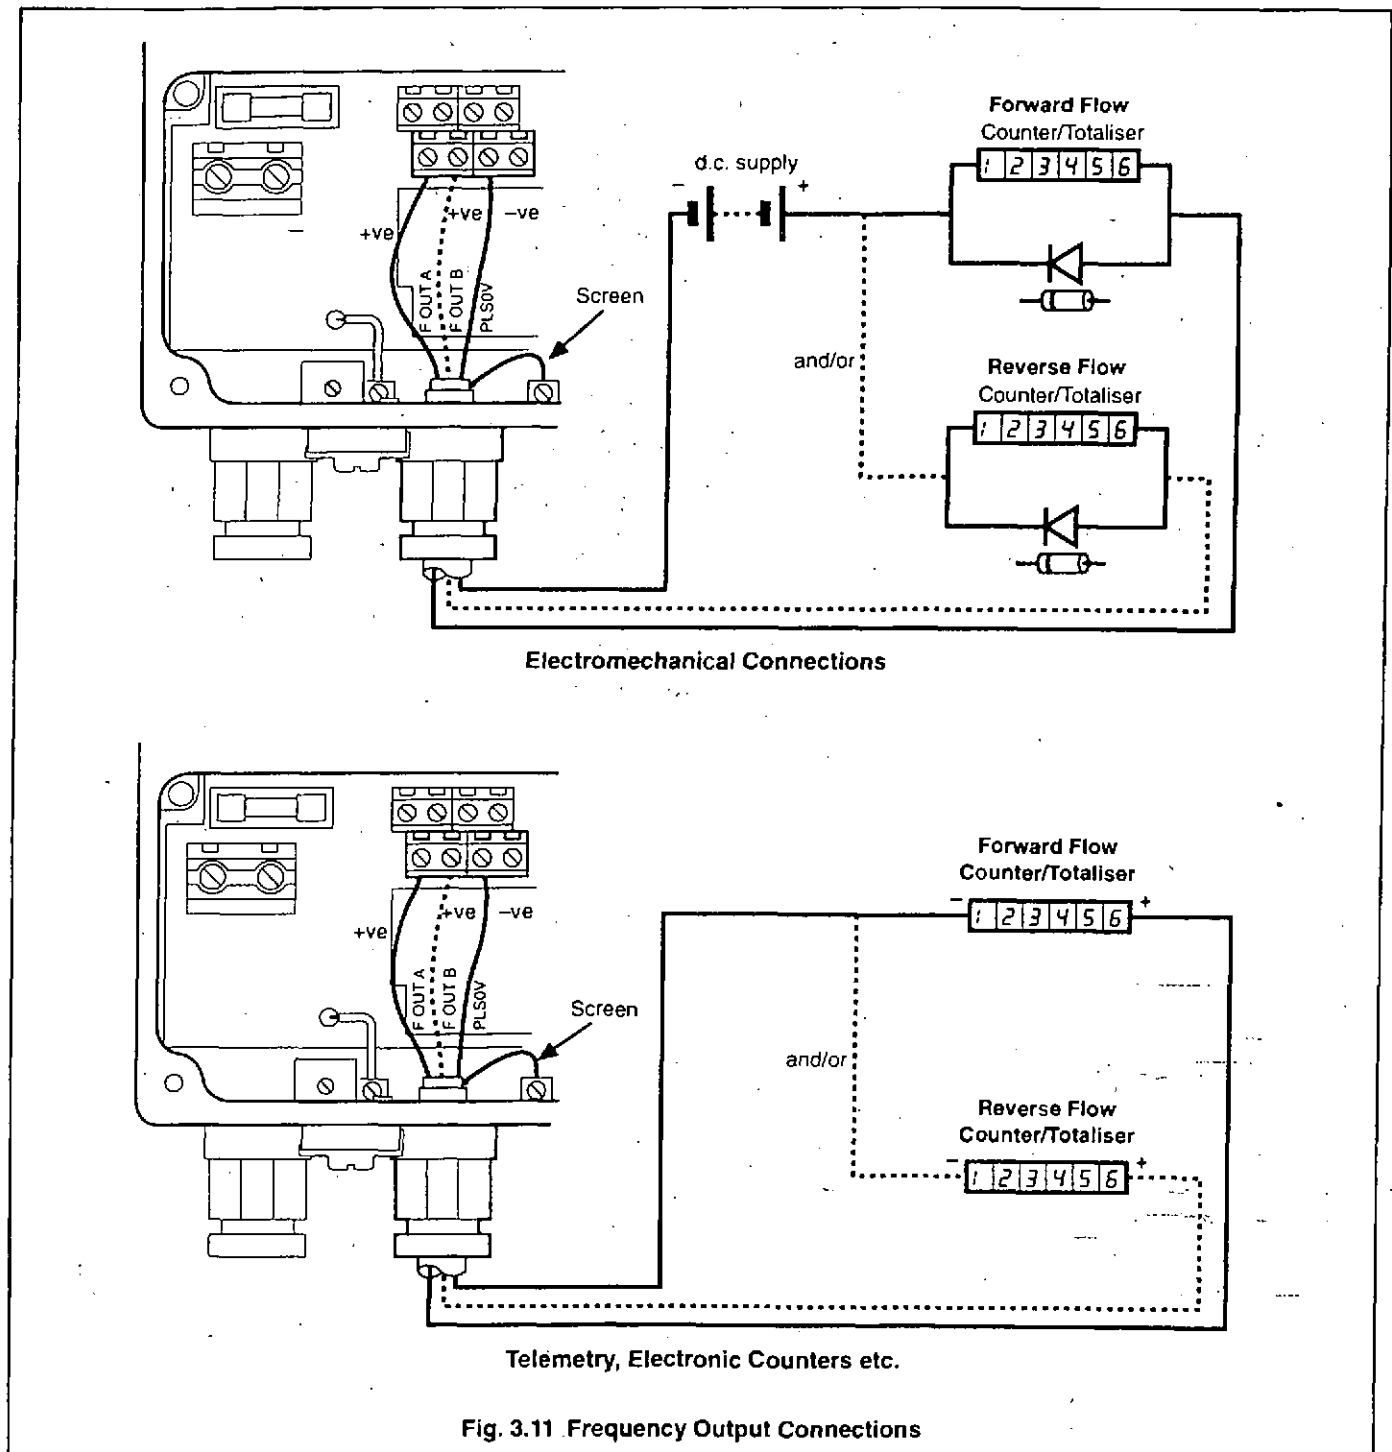 Forward Flow
Counter/Totaliser
1 2 3 4 5 6
d.c. supply
- +
+ve
+ve
-ve
F OUT A
F OUT B
PLS0V
Screen
and/or
Reverse Flow
Counter/Totaliser
1 2 3 4 5 6
Electromechanical Connections
Forward Flow
Counter/Totaliser
- 1 2 3 4 5 6 +
+ve
+ve
-ve
F OUT A
F OUT B
PLS0V
Screen
and/or
Reverse Flow
Counter/Totaliser
- 1 2 3 4 5 6 +
Telemetry, Electronic Counters etc.
Fig. 3.11 Frequency Output Connections